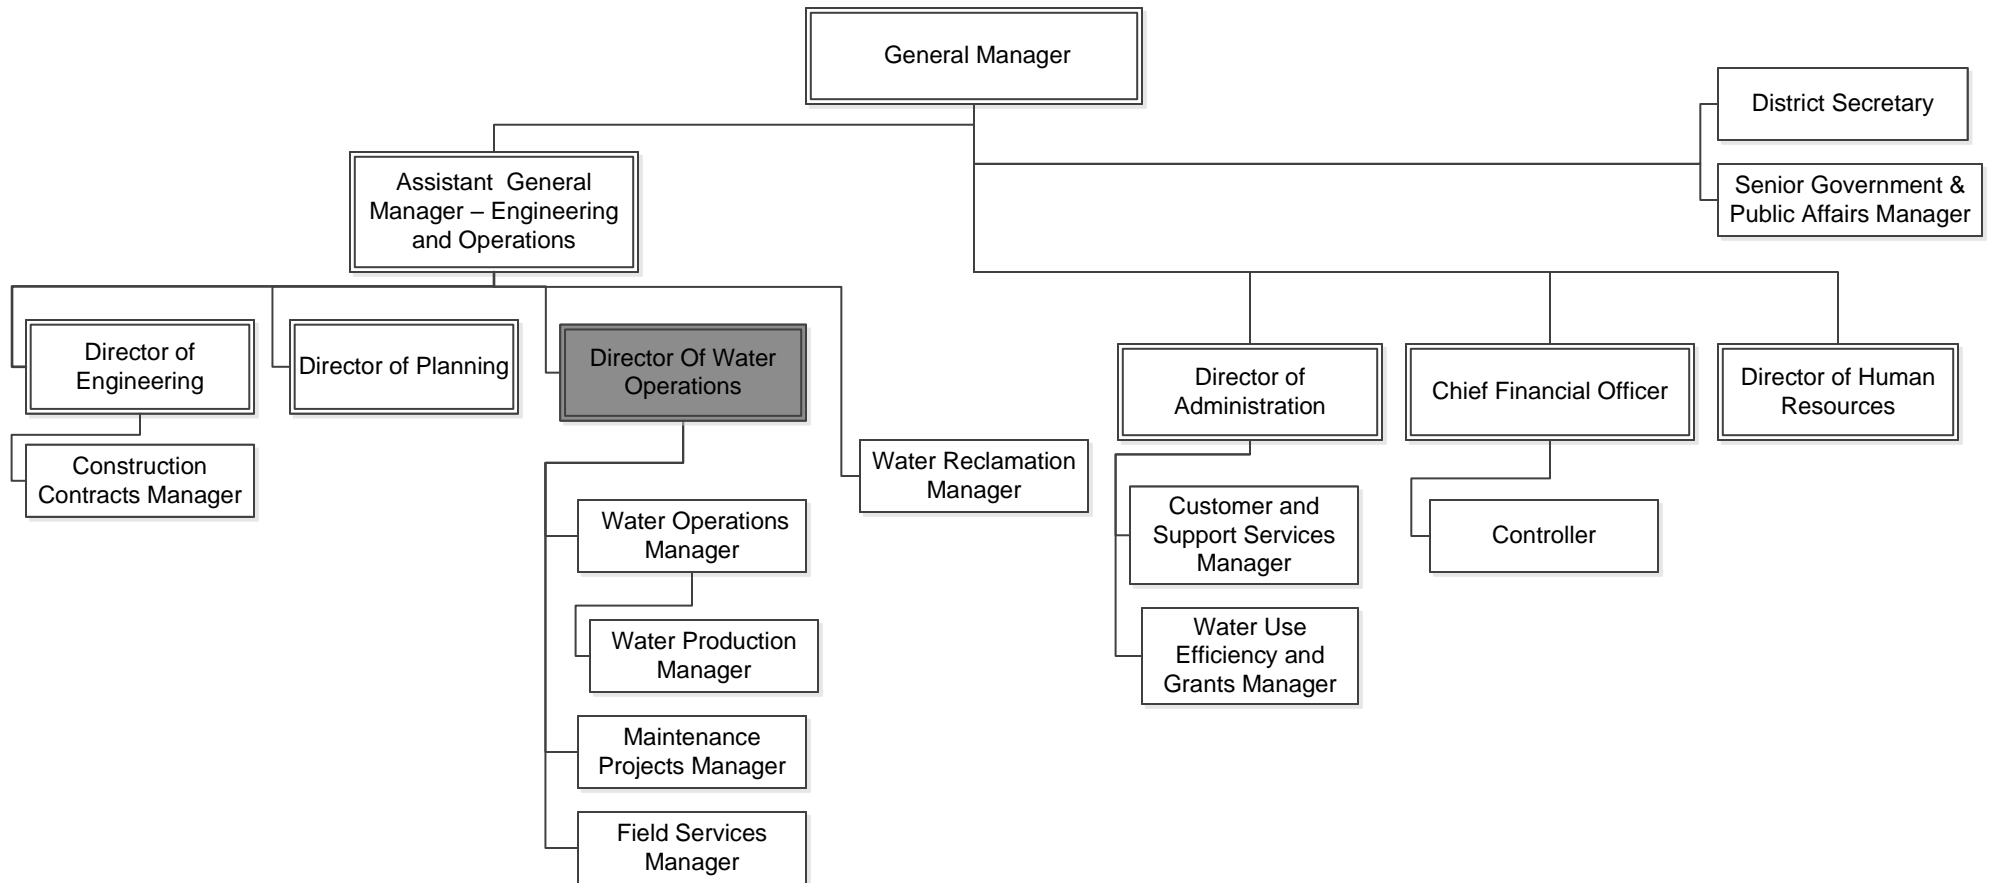 General Manager
District Secretary
Senior Government &
Public Affairs Manager
Assistant General
Manager – Engineering
and Operations
Director of
Engineering
Director of Planning
Director Of Water
Operations
Director of
Administration
Chief Financial Officer
Director of Human
Resources
Construction
Contracts Manager
Water Reclamation
Manager
Water Operations
Manager
Customer and
Support Services
Manager
Controller
Water Production
Manager
Water Use
Efficiency and
Grants Manager
Maintenance
Projects Manager
Field Services
Manager